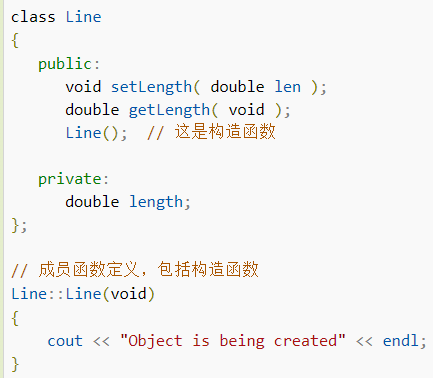 class Line
{
   public:
      void setLength( double len );
      double getLength( void );
      Line();  // 这是构造函数
   private:
      double length;
};
// 成员函数定义，包括构造函数
Line::Line(void)
{
    cout << "Object is being created" << endl;
}